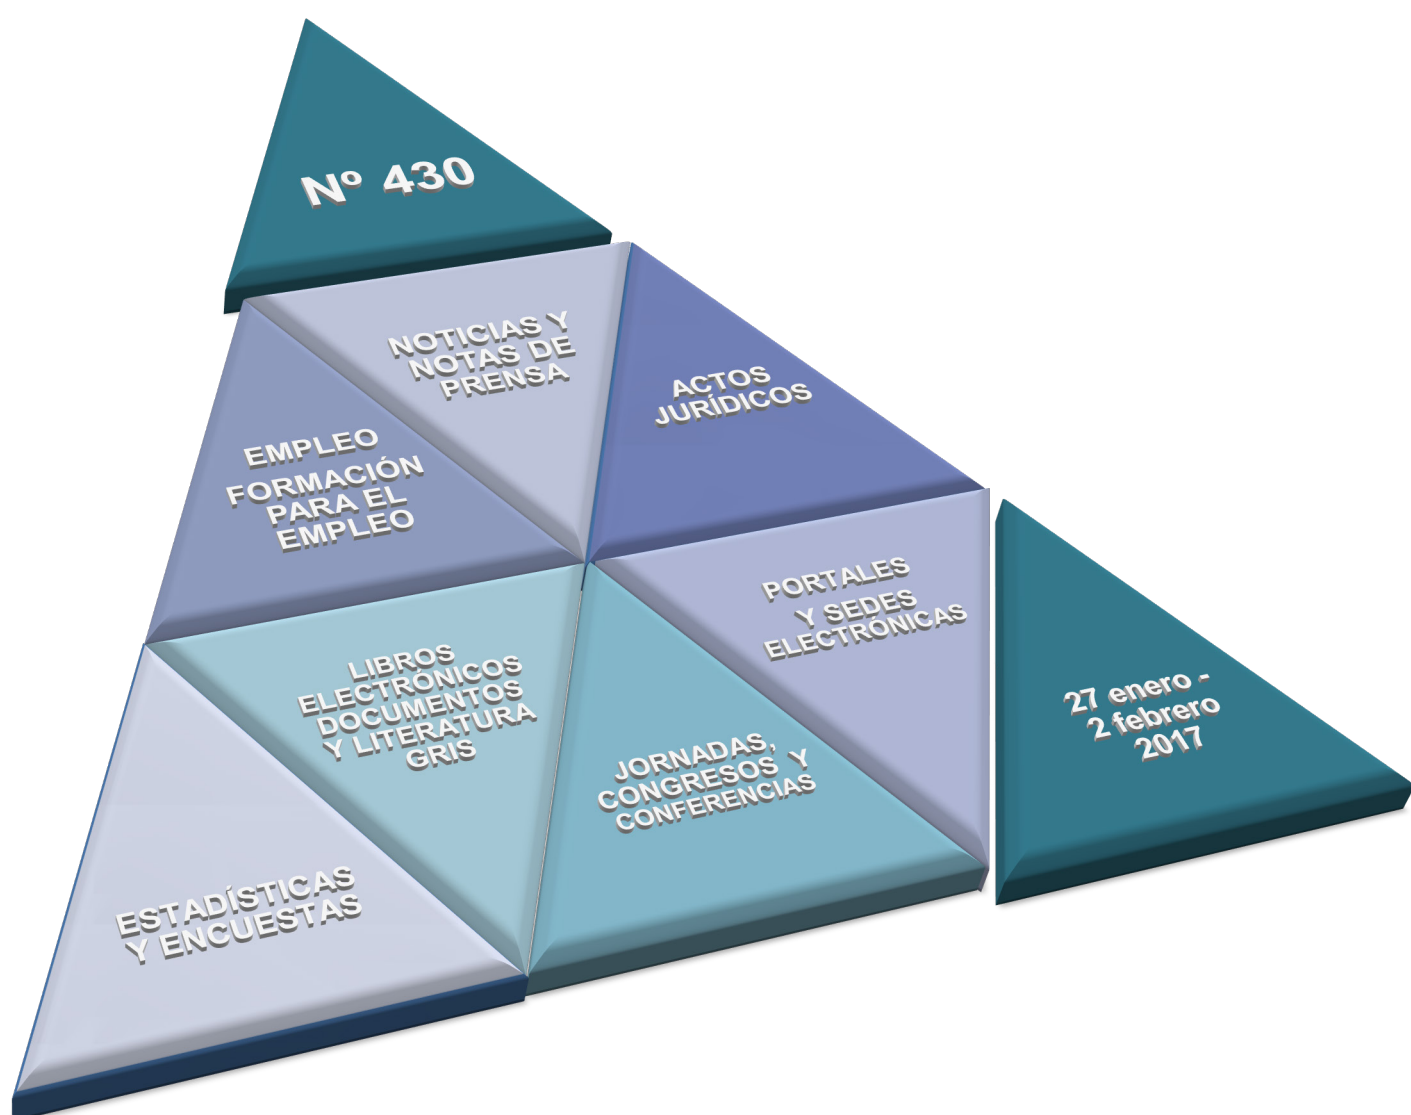 Nº 430
NOTICIAS Y
NOTAS DE
PRENSA
ACTOS
JURÍDICOS
EMPLEO
FORMACIÓN
PARA EL
EMPLEO
PORTALES
Y SEDES
ELECTRÓNICAS
LIBROS
ELECTRÓNICOS
DOCUMENTOS
Y LITERATURA
GRIS
JORNADAS,
CONGRESOS Y
CONFERENCIAS
27 enero -
2 febrero
2017
ESTADÍSTICAS
Y ENCUESTAS